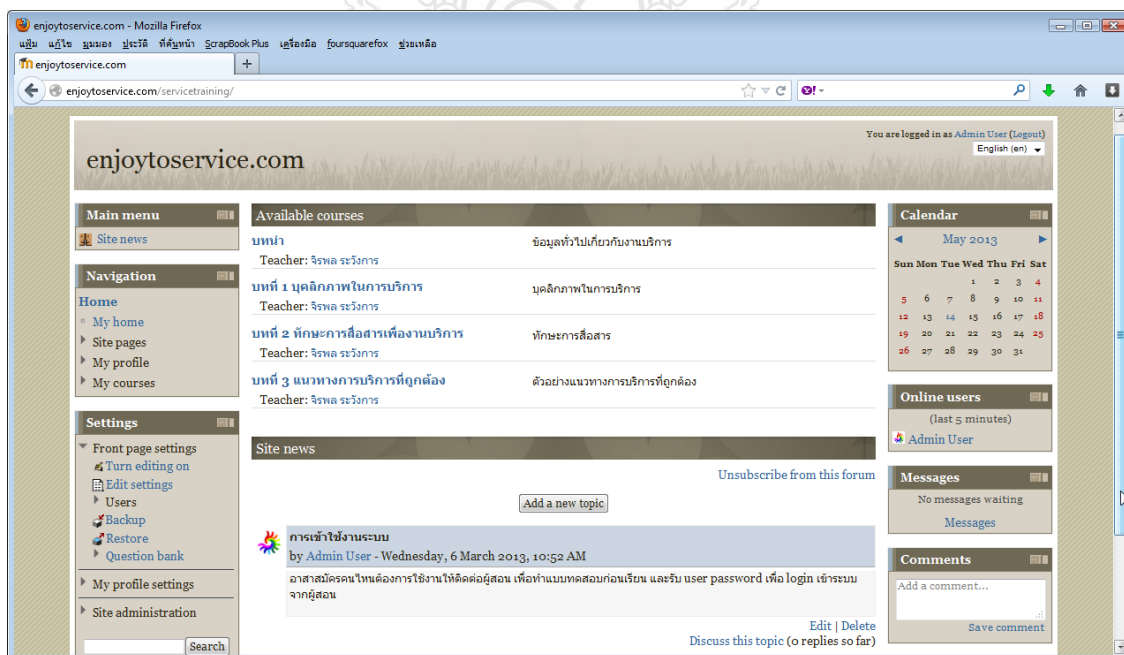 enjoytoservice.com - Mozilla Firefox
แฟ้ม แก้ไข มุมมอง ประวัติ ที่คั่นหน้า ScrapBook Plus เครื่องมือ foursquarefox ช่วยเหลือ
enjoytoservice.com
enjoytoservice.com/servicetraining/
You are logged in as Admin User (Logout)
English (en)
enjoytoservice.com
Main menu
Site news
Navigation
Home
My home
Site pages
My profile
My courses
Settings
Front page settings
Turn editing on
Edit settings
Users
Backup
Restore
Question bank
My profile settings
Site administration
Search
Available courses
บทนำ ข้อมูลทั่วไปเกี่ยวกับงานบริการ
Teacher: จิรพล ระวังการ
บทที่ 1 บุคลิกภาพในการบริการ บุคลิกภาพในการบริการ
Teacher: จิรพล ระวังการ
บทที่ 2 ทักษะการสื่อสารเพื่องานบริการ ทักษะการสื่อสาร
Teacher: จิรพล ระวังการ
บทที่ 3 แนวทางการบริการที่ถูกต้อง ตัวอย่างแนวทางการบริการที่ถูกต้อง
Teacher: จิรพล ระวังการ
Site news
Unsubscribe from this forum
Add a new topic
การเข้าใช้งานระบบ
by Admin User - Wednesday, 6 March 2013, 10:52 AM
อาสาสมัครคนไหนต้องการใช้งานให้ติดต่อผู้สอน เพื่อทำแบบทดสอบก่อนเรียน และรับ user password เพื่อ login เข้าระบบ
จากผู้สอน
Edit | Delete
Discuss this topic (0 replies so far)
Calendar
May 2013
Sun Mon Tue Wed Thu Fri Sat
1 2 3 4
5 6 7 8 9 10 11
12 13 14 15 16 17 18
19 20 21 22 23 24 25
26 27 28 29 30 31
Online users
(last 5 minutes)
Admin User
Messages
No messages waiting
Messages
Comments
Add a comment...
Save comment